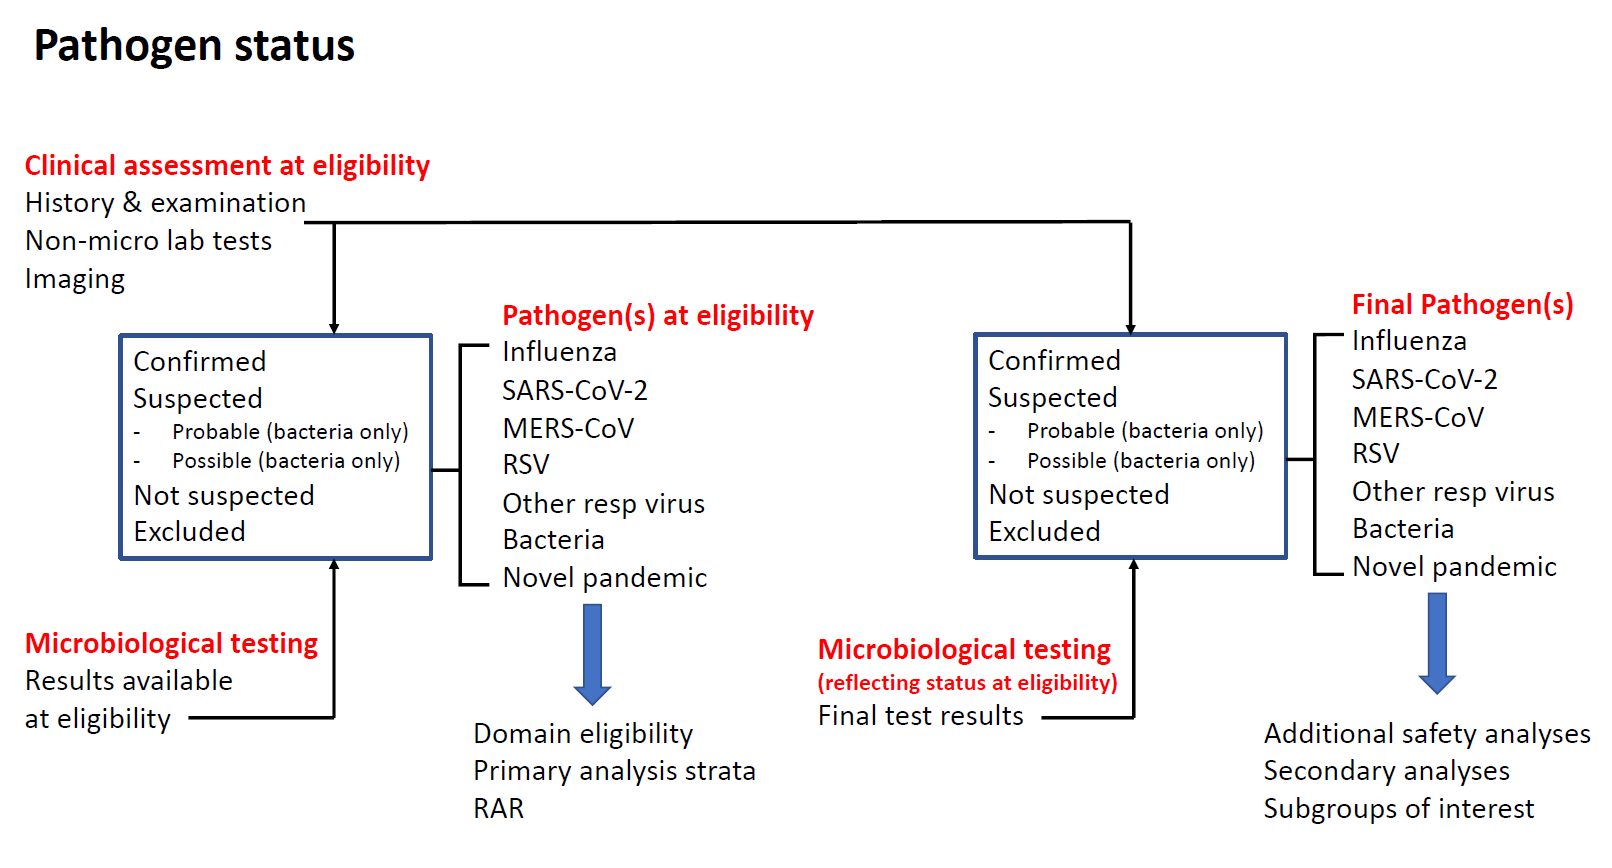 Pathogen status
Clinical assessment at eligibility
History & examination
Non-micro lab tests
Imaging
Confirmed
Suspected
- Probable (bacteria only)
- Possible (bacteria only)
Not suspected
Excluded
Pathogen(s) at eligibility
Influenza
SARS-CoV-2
MERS-CoV
RSV
Other resp virus
Bacteria
Novel pandemic
Microbiological testing
Results available
at eligibility
Domain eligibility
Primary analysis strata
RAR
Confirmed
Suspected
- Probable (bacteria only)
- Possible (bacteria only)
Not suspected
Excluded
Final Pathogen(s)
Influenza
SARS-CoV-2
MERS-CoV
RSV
Other resp virus
Bacteria
Novel pandemic
Microbiological testing
(reflecting status at eligibility)
Final test results
Additional safety analyses
Secondary analyses
Subgroups of interest